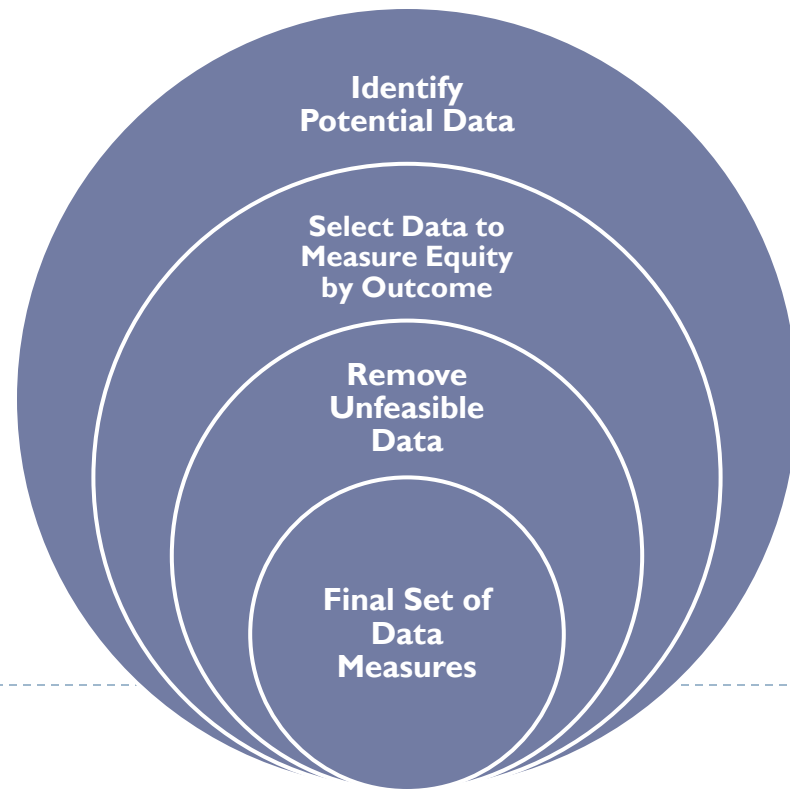 Identify
Potential Data
Select Data to
Measure Equity
by Outcome
Remove
Unfeasible
Data
Final Set of
Data
Measures